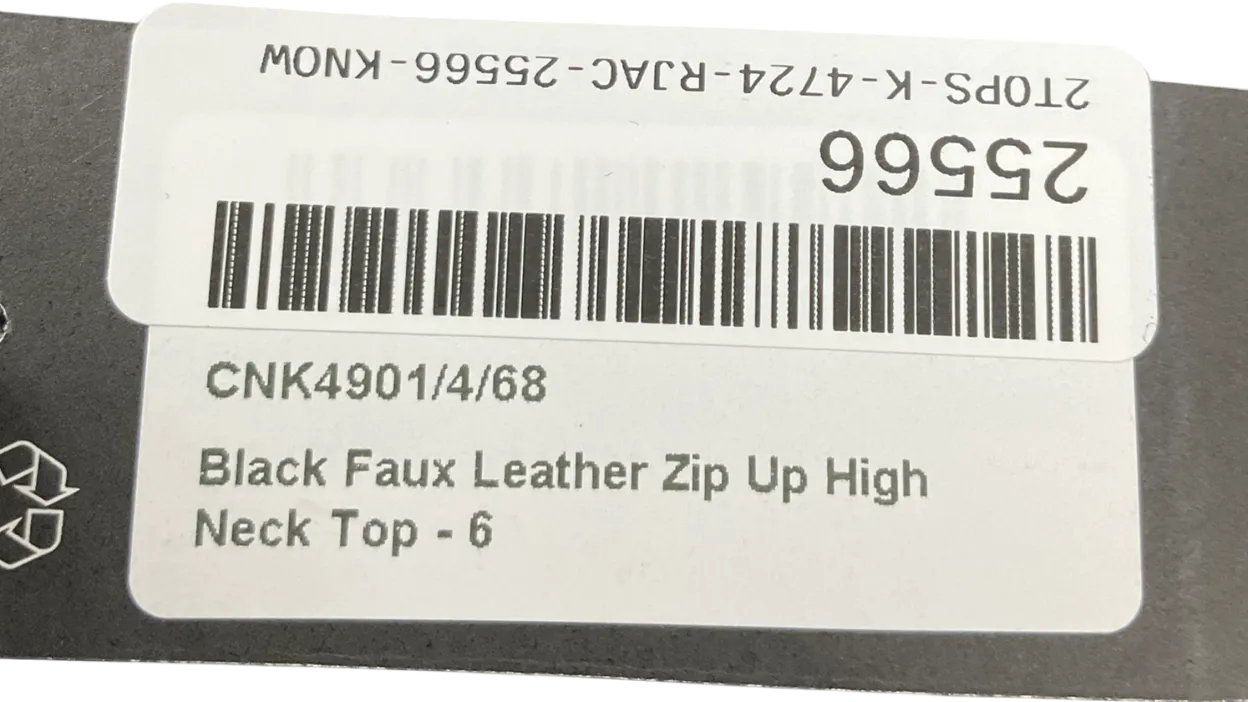 2TOPS-K-4724-RJAC-25566-KNOW
25566
CNK4901/4/68
Black Faux Leather Zip Up High
Neck Top - 6